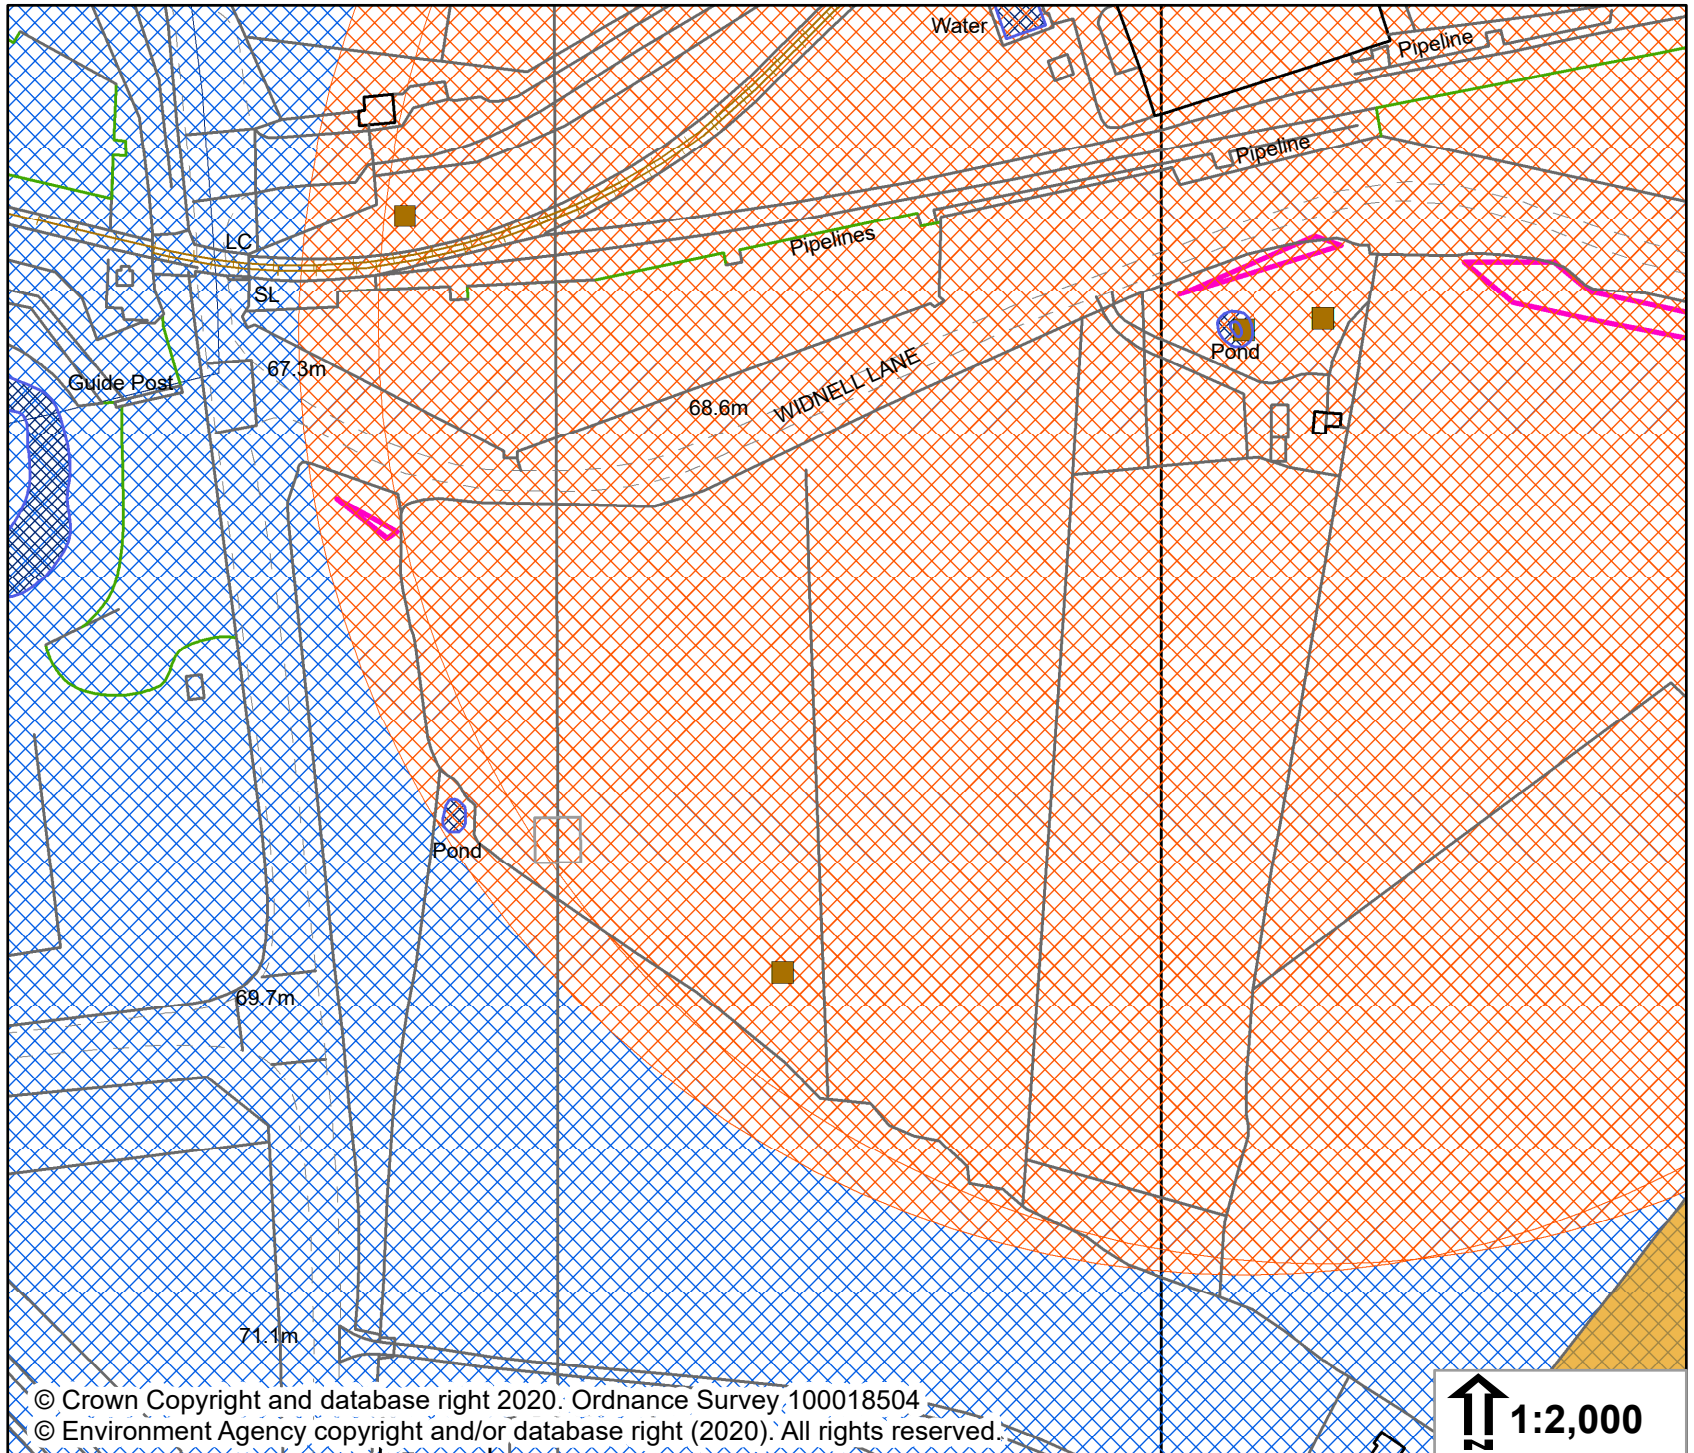 Water
Pipeline
Pipeline
Pipelines
LC
SL
Pond
67.3m
WIDNELL LANE
Guide Post
68.6m
Pond
69.7m
71.1m
© Crown Copyright and database right 2020. Ordnance Survey 100018504
© Environment Agency copyright and/or database right (2020). All rights reserved.
1:2,000
N